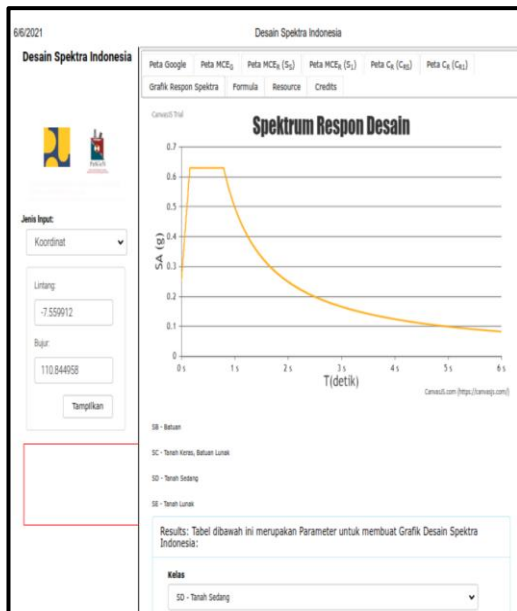 6/6/2021
Desain Spektra Indonesia
Desain Spektra Indonesia
Jenis Input:
Koordinat
Lintang:
-7.559912
Bujur:
110.844958
Tampilkan
Peta Google Peta MCEG Peta MCER (SS) Peta MCER (S1) Peta CR (CRS) Peta CR (CR1)
Grafik Respon Spektra Formula Resource Credits
CanvasJS Trial
Spektrum Respon Desain
SA (g)
0.7
0.6
0.5
0.4
0.3
0.2
0.1
0
0 s 1 s 2 s 3 s 4 s 5 s 6 s
T(detik)
CanvasJS.com (https://canvasjs.com/)
SB - Batuan
SC - Tanah Keras, Batuan Lunak
SD - Tanah Sedang
SE - Tanah Lunak
Results: Tabel dibawah ini merupakan Parameter untuk membuat Grafik Desain Spektra
Indonesia:
Kelas
SD - Tanah Sedang